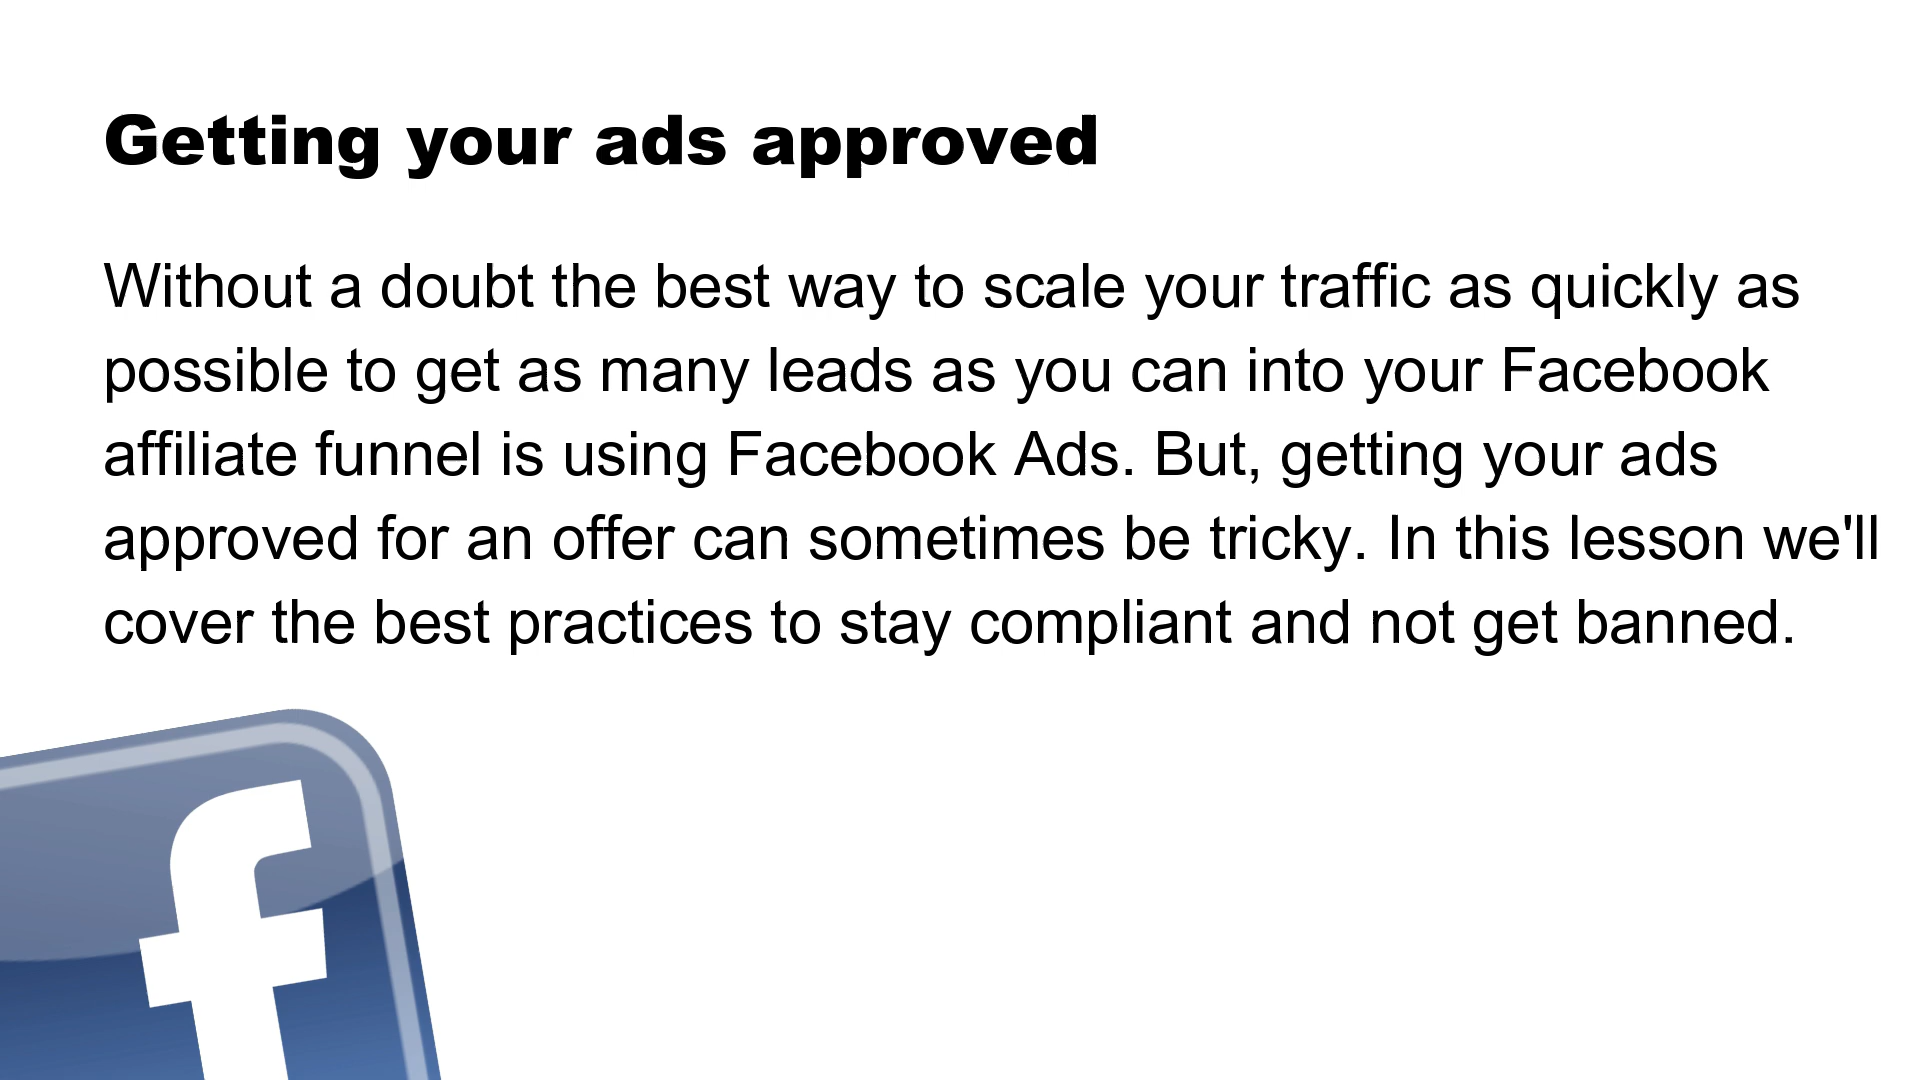 Getting your ads approved
Without a doubt the best way to scale your traffic as quickly as
possible to get as many leads as you can into your Facebook
affiliate funnel is using Facebook Ads. But, getting your ads
approved for an offer can sometimes be tricky. In this lesson we'll
cover the best practices to stay compliant and not get banned.
f